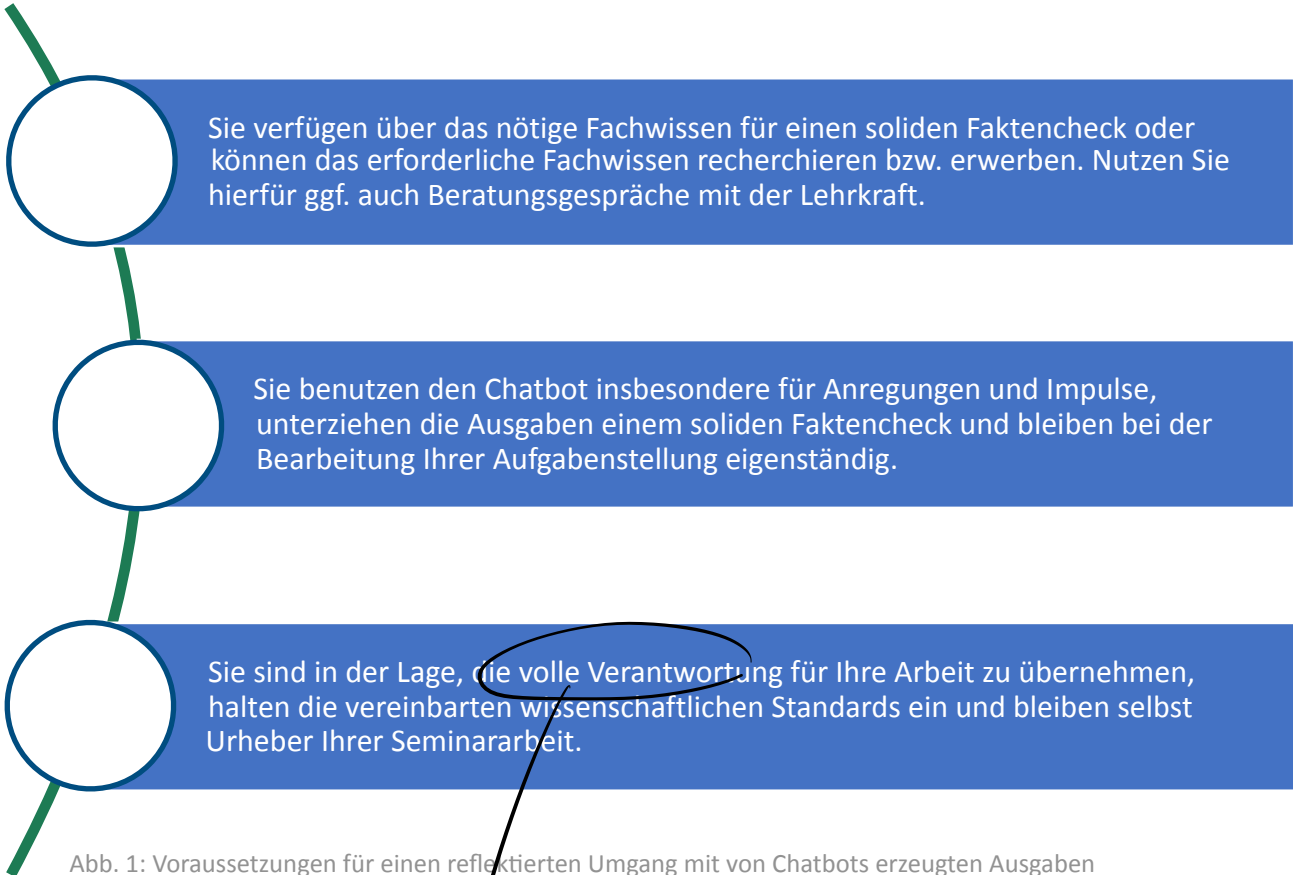 Sie verfügen über das nötige Fachwissen für einen soliden Faktencheck oder
können das erforderliche Fachwissen recherchieren bzw. erwerben. Nutzen Sie
hierfür ggf. auch Beratungsgespräche mit der Lehrkraft.
Sie benutzen den Chatbot insbesondere für Anregungen und Impulse,
unterziehen die Ausgaben einem soliden Faktencheck und bleiben bei der
Bearbeitung Ihrer Aufgabenstellung eigenständig.
Sie sind in der Lage, die volle Verantwortung für Ihre Arbeit zu übernehmen,
halten die vereinbarten wissenschaftlichen Standards ein und bleiben selbst
Urheber Ihrer Seminararbeit.
Abb. 1: Voraussetzungen für einen reflektierten Umgang mit von Chatbots erzeugten Ausgaben